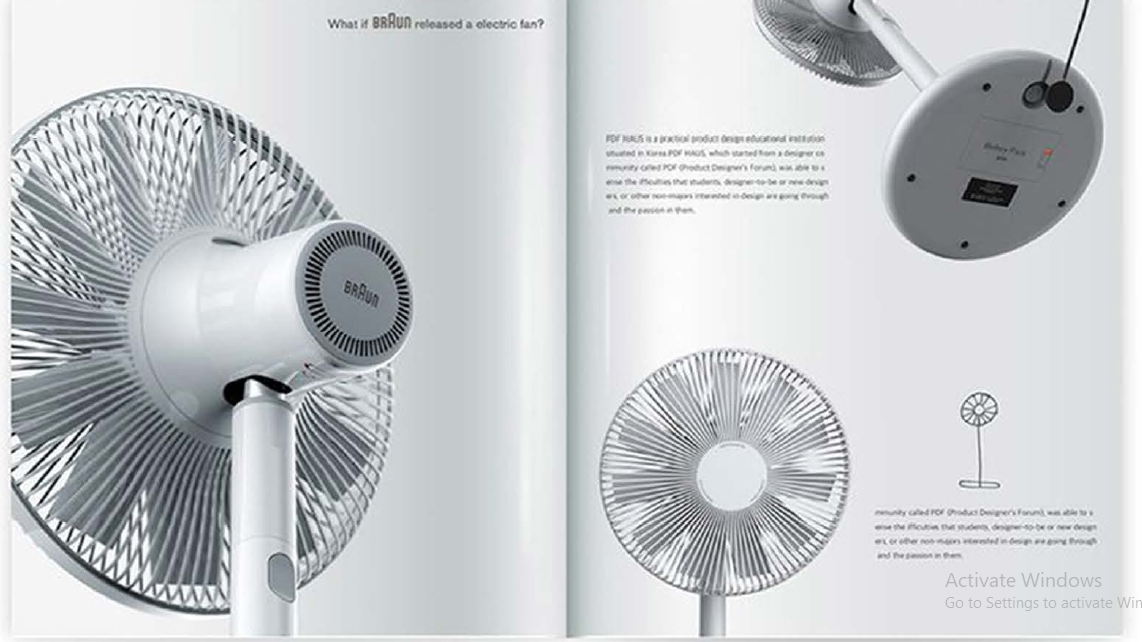 What if BRAUN released a electric fan?
BRAUN
PDF HAUS is a practical product design educational institution
situated in Korea.PDF HAUS, which started from a designer co
mmunity called PDF (Product Designer's Forum), was able to s
ense the ifficulties that students, designer-to-be or new design
ers, or other non-majors interested in design are going through
and the passion in them.
Battery Pack
mmunity called PDF (Product Designer's Forum), was able to s
ense the ifficulties that students, designer-to-be or new design
ers, or other non-majors interested in design are going through
and the passion in them.
Activate Windows
Go to Settings to activate Win